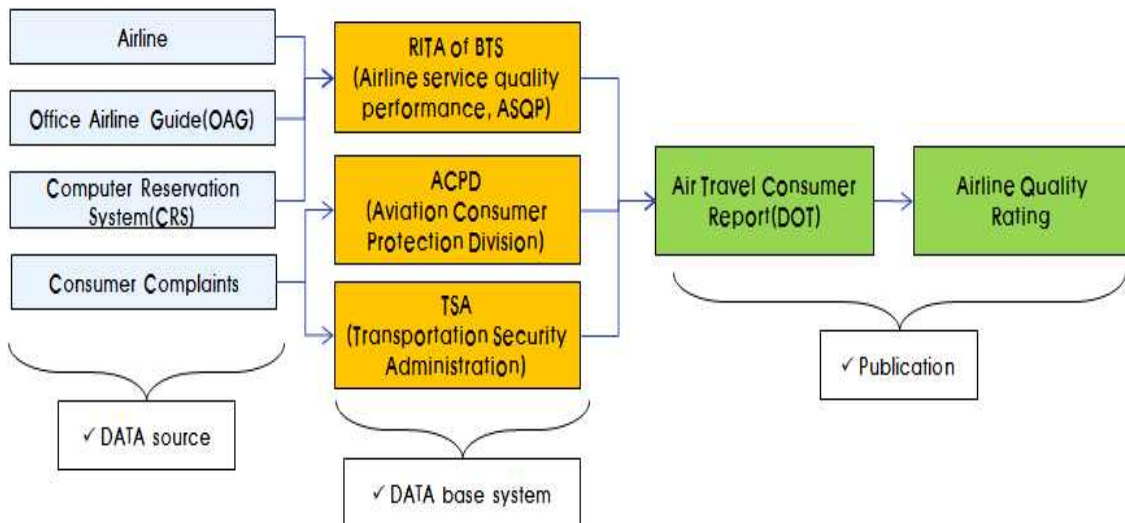 Airline
Office Airline Guide(OAG)
Computer Reservation
System(CRS)
Consumer Complaints
✓ DATA source
RITA of BTS
(Airline service quality
performance, ASQP)
ACPD
(Aviation Consumer
Protection Division)
TSA
(Transportation Security
Administration)
✓ DATA base system
Air Travel Consumer
Report(DOT)
Airline Quality
Rating
✓ Publication